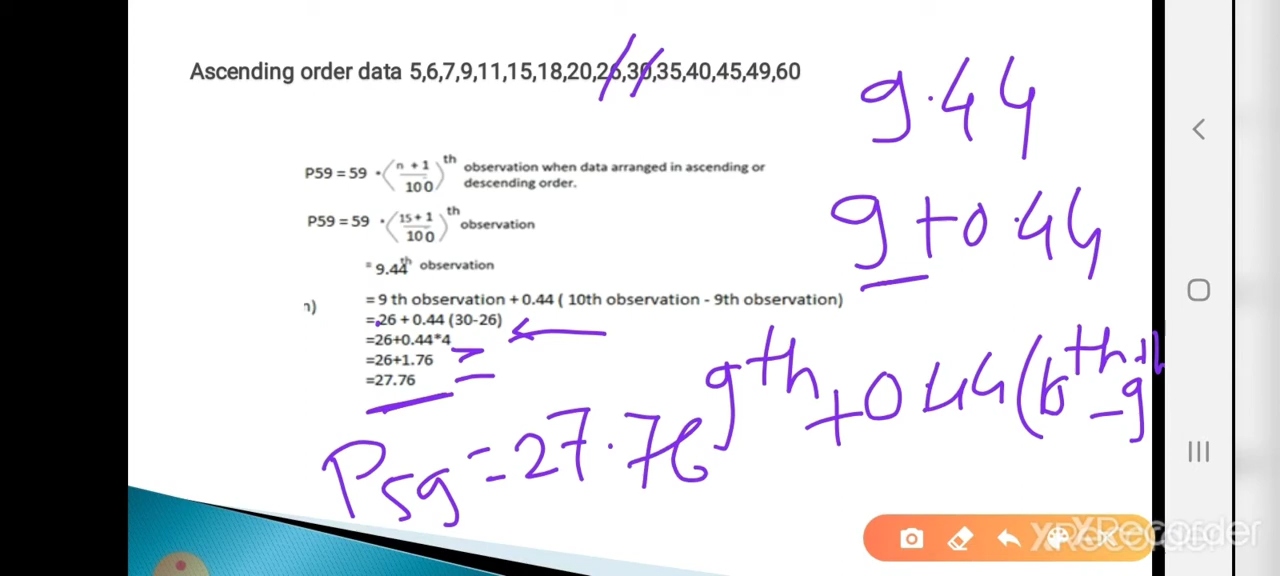 Ascending order data 5,6,7,9,11,15,18,20,26,30,35,40,45,49,60
9.44
P59 = 59 * (n + 1 / 100)th observation when data arranged in ascending or
descending order.
9 + 0.44
P59 = 59 * (15 + 1 / 100)th observation
= 9.44th observation
n) = 9 th observation + 0.44 ( 10th observation - 9th observation)
= 26 + 0.44 (30-26)
=26+0.44*4
=26+1.76
=27.76
9th + 0.44 (10th - 9th
P59 = 27.76
XRecorder